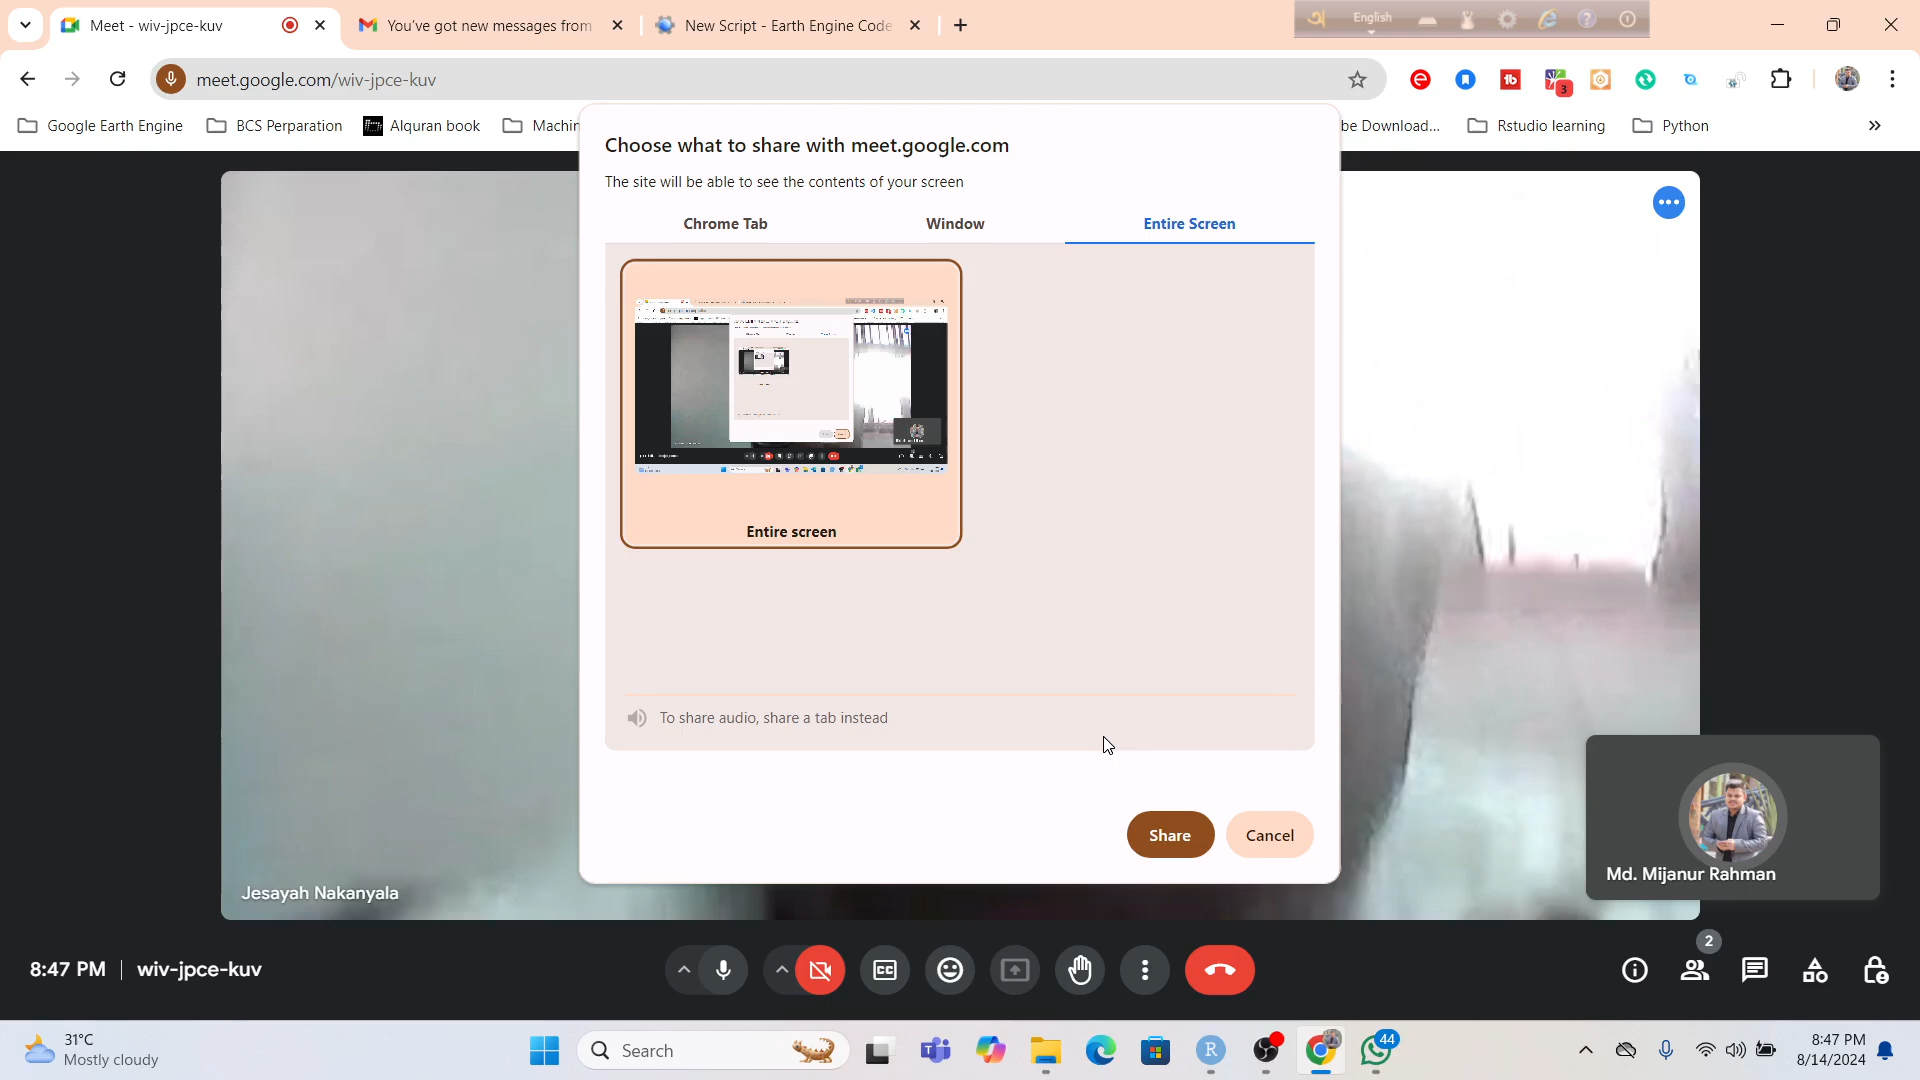 Meet - wiv-jpce-kuv
You've got new messages from
New Script - Earth Engine Code
English
meet.google.com/wiv-jpce-kuv
3
Google Earth Engine
BCS Perparation
Alquran book
Machin
be Download...
Rstudio learning
Python
Choose what to share with meet.google.com
The site will be able to see the contents of your screen
Chrome Tab
Window
Entire Screen
Entire screen
To share audio, share a tab instead
Share
Cancel
Jesayah Nakanyala
Md. Mijanur Rahman
8:47 PM
wiv-jpce-kuv
2
31°C
Mostly cloudy
Search
44
8:47 PM
8/14/2024